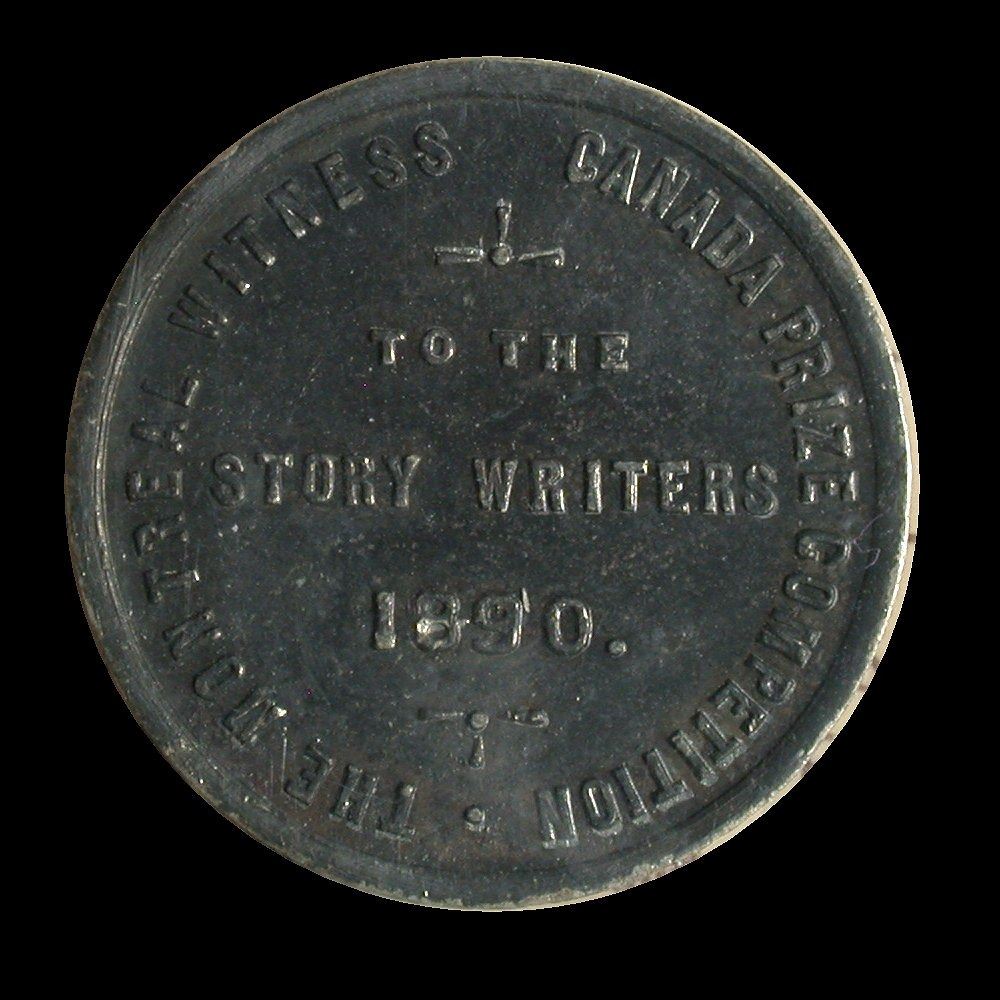 THE MONTREAL WITNESS CANADA PRIZE COMPETITION •
TO THE
STORY WRITERS
1890.